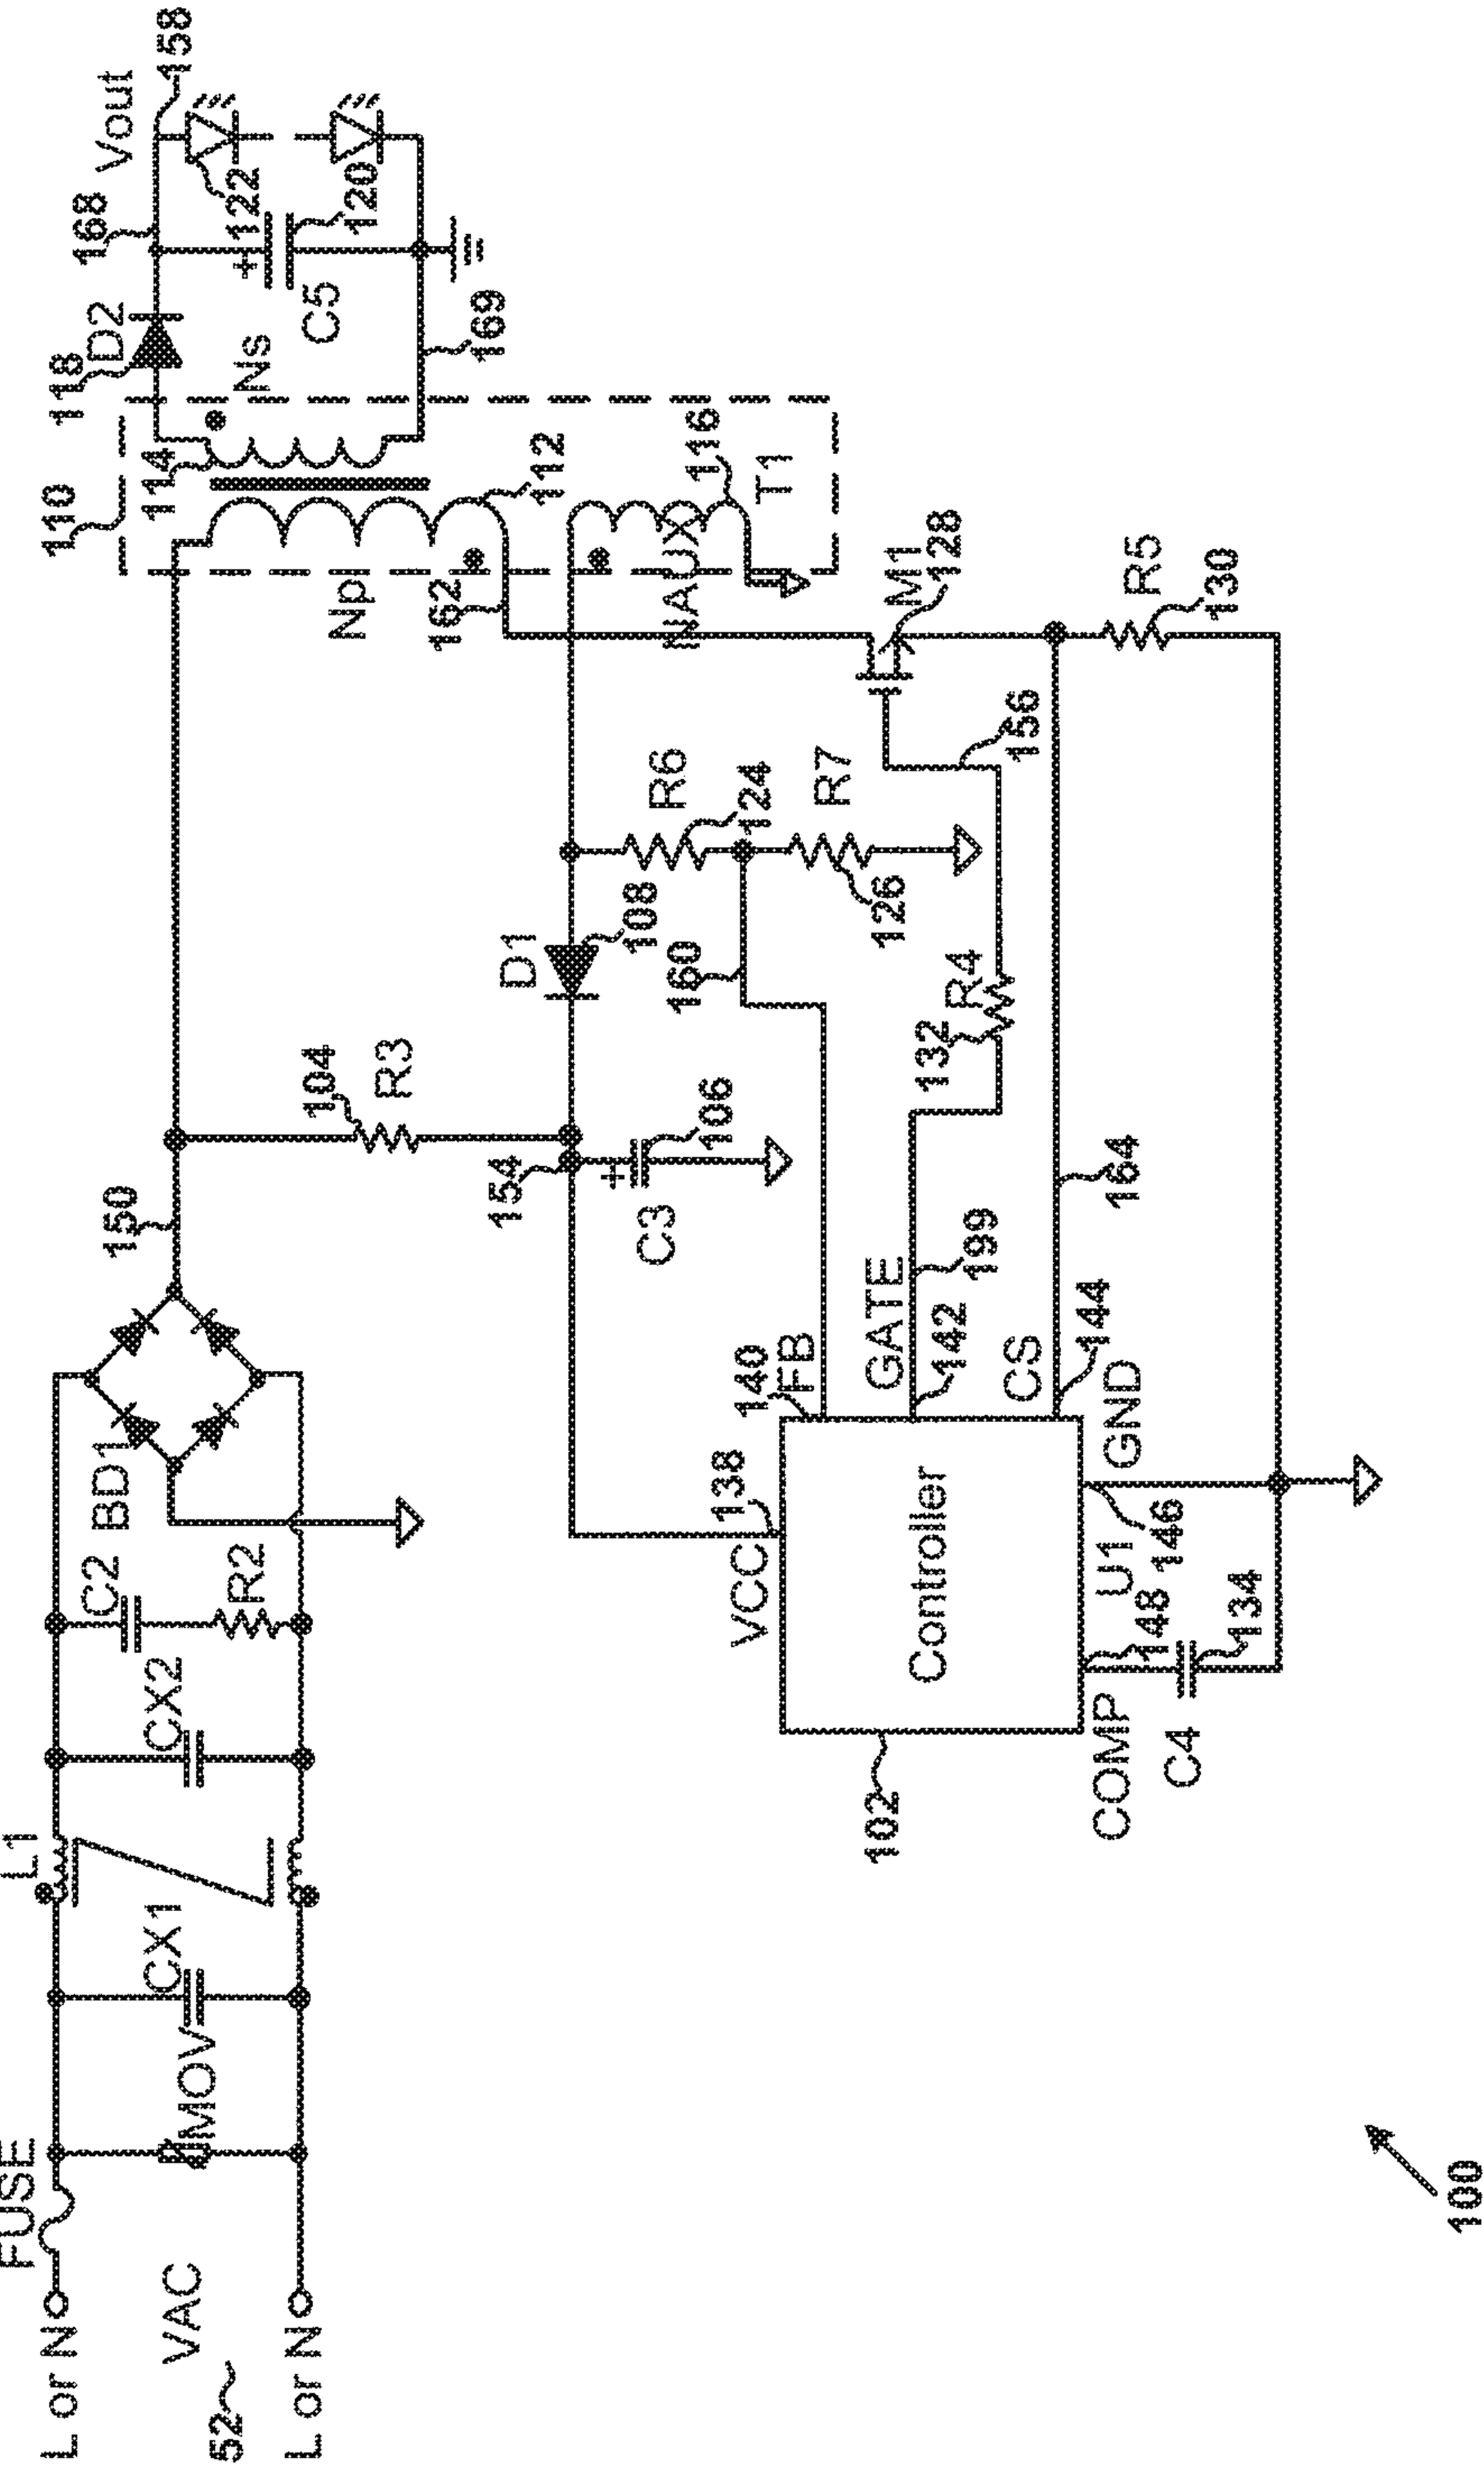 L or N
VAC
52
L or N
FUSE
MOV
CX1
L1
CX2
C2
R2
BD1
150
104
R3
154
C3
106
D1
108
R6
124
R7
126
160
132
R4
156
Np
162
NAUX
112
116
T1
110
114
Ns
118
D2
168
Vout
158
122
120
C5
+
169
+
M1
128
R5
130
164
199
GATE
142
CS
144
GND
146
140
FB
138
VCC
Controller
U1
148
134
COMP
C4
102
100